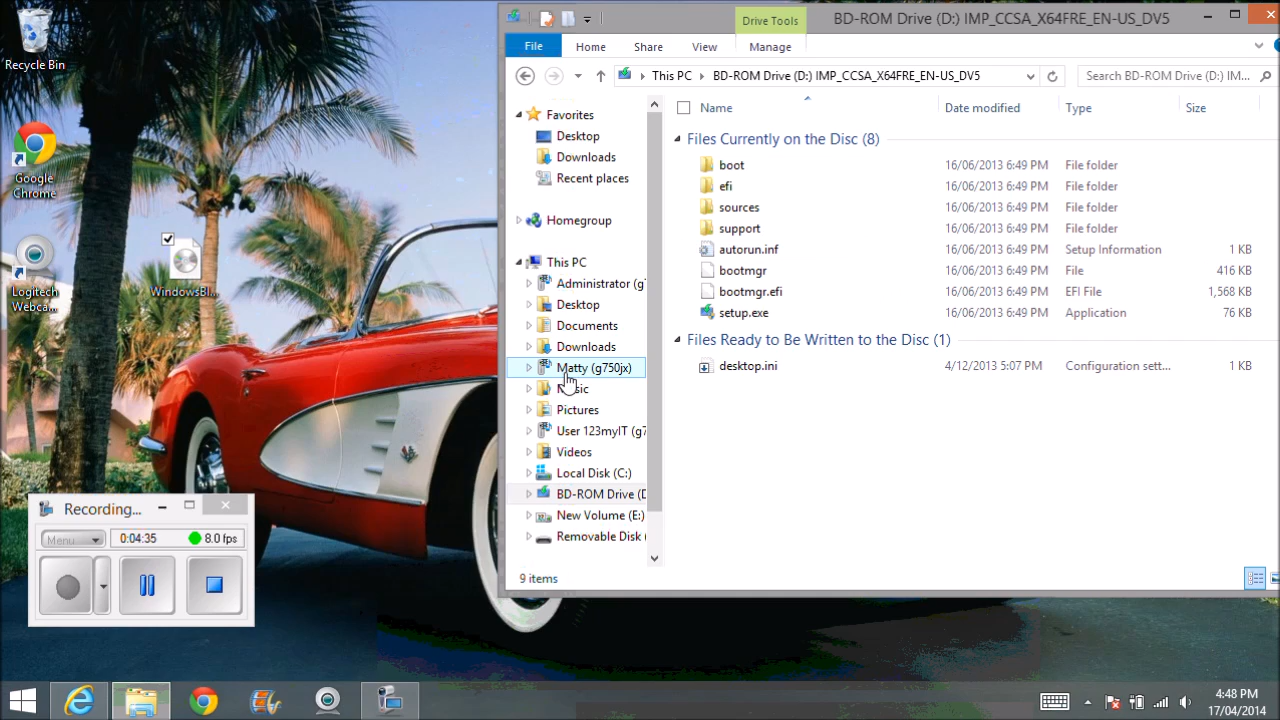 Recycle Bin
Google
Chrome
Logitech
Webca...
WindowsBl...
Drive Tools
BD-ROM Drive (D:) IMP_CCSA_X64FRE_EN-US_DV5
File
Home
Share
View
Manage
This PC
BD-ROM Drive (D:) IMP_CCSA_X64FRE_EN-US_DV5
Search BD-ROM Drive (D:) IM...
Favorites
Desktop
Downloads
Recent places
Homegroup
This PC
Administrator (g7
Desktop
Documents
Downloads
Matty (g750jx)
Music
Pictures
User 123myIT (g7
Videos
Local Disk (C:)
BD-ROM Drive (D
New Volume (E:)
Removable Disk (
Name Date modified Type Size
Files Currently on the Disc (8)
boot 16/06/2013 6:49 PM File folder
efi 16/06/2013 6:49 PM File folder
sources 16/06/2013 6:49 PM File folder
support 16/06/2013 6:49 PM File folder
autorun.inf 16/06/2013 6:49 PM Setup Information 1 KB
bootmgr 16/06/2013 6:49 PM File 416 KB
bootmgr.efi 16/06/2013 6:49 PM EFI File 1,568 KB
setup.exe 16/06/2013 6:49 PM Application 76 KB
Files Ready to Be Written to the Disc (1)
desktop.ini 4/12/2013 5:07 PM Configuration sett... 1 KB
9 items
Recording...
Menu
0:04:35
8.0 fps
4:48 PM
17/04/2014